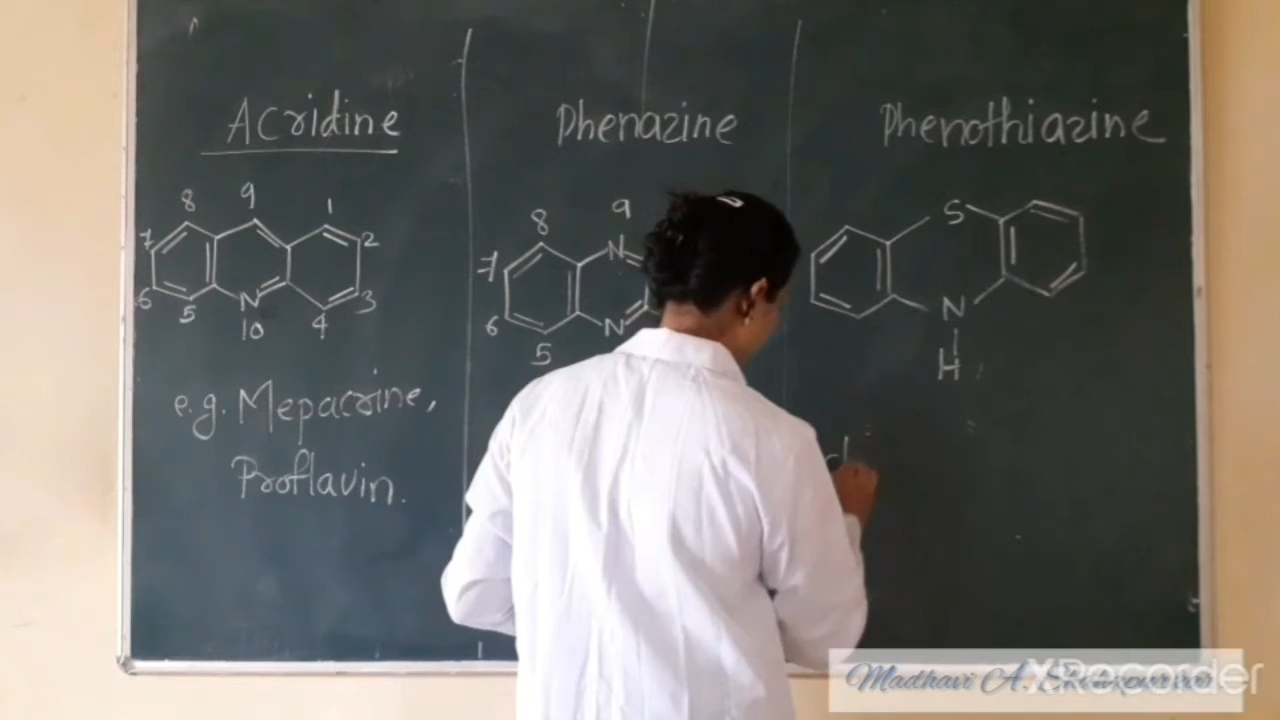 Acridine
8 9 1
7 2
6 N 3
5 10 4
e.g. Mepacrine,
Proflavin.
Phenazine
8 9
7 N
6 N
5
Phenothiazine
S
N
H
Madhavi A.
XRecorder